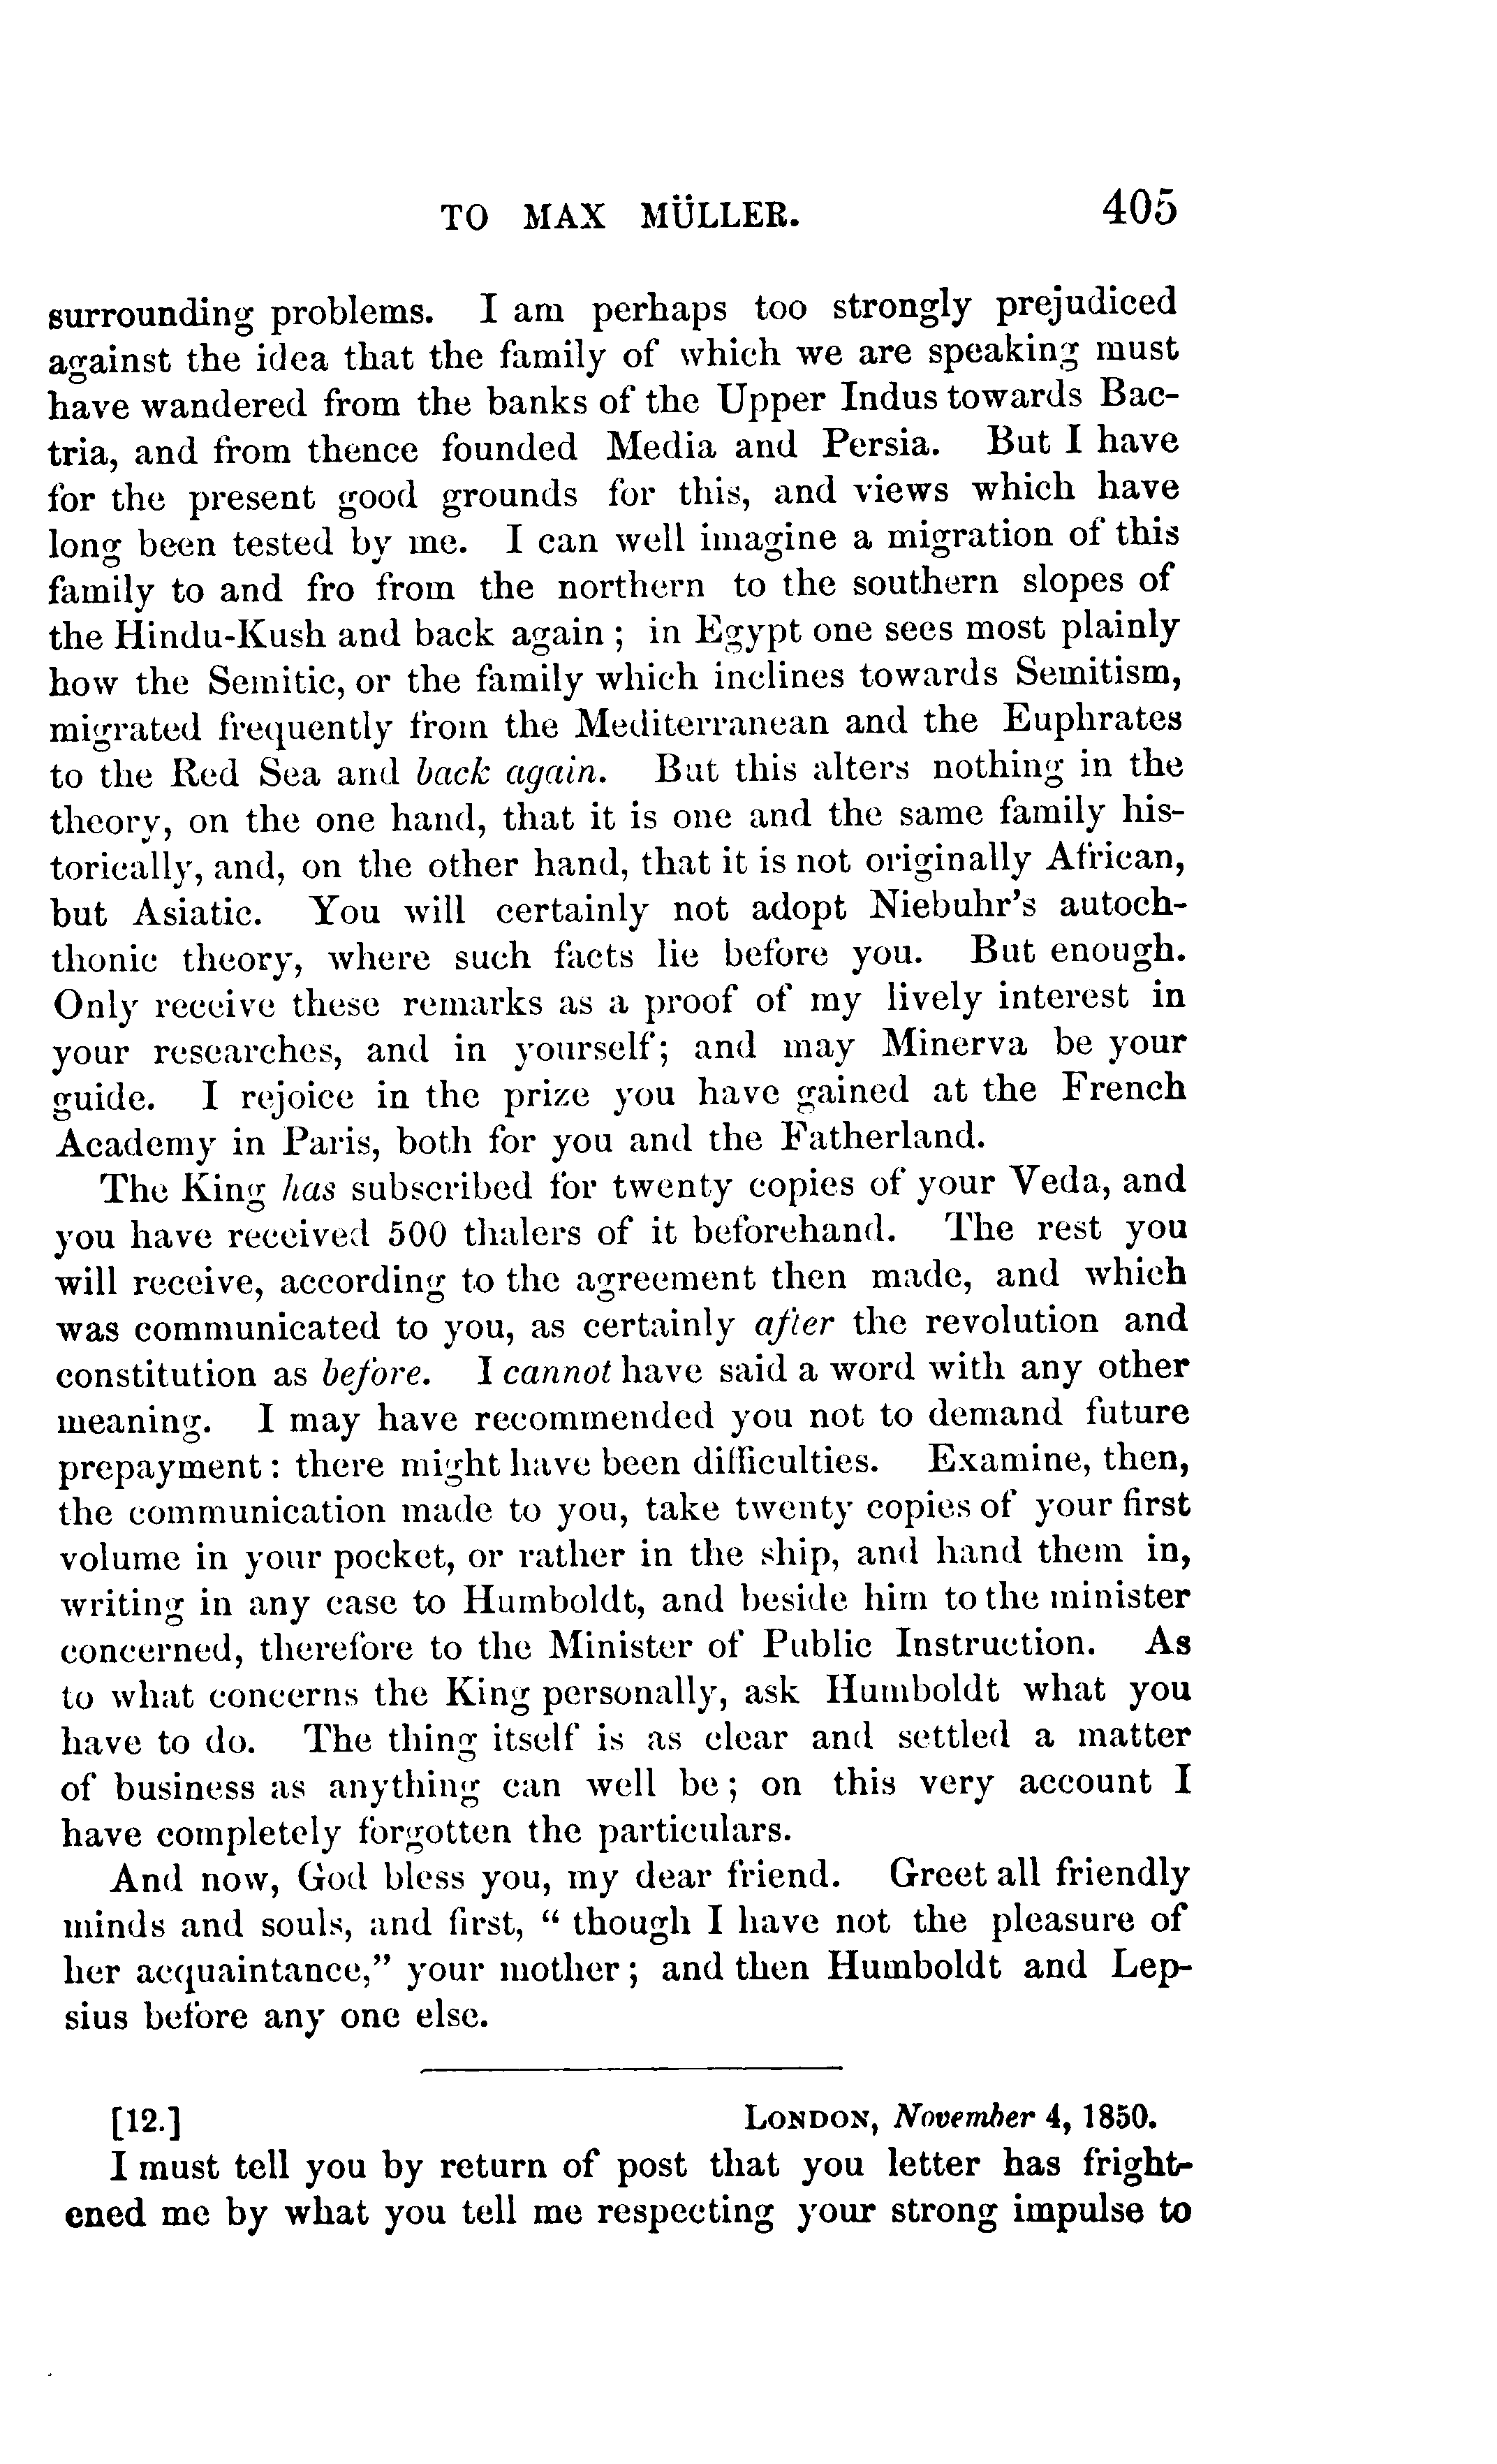 TO MAX MÜLLER. 405
surrounding problems. I am perhaps too strongly prejudiced
against the idea that the family of which we are speaking must
have wandered from the banks of the Upper Indus towards Bac-
tria, and from thence founded Media and Persia. But I have
for the present good grounds for this, and views which have
long been tested by me. I can well imagine a migration of this
family to and fro from the northern to the southern slopes of
the Hindu-Kush and back again; in Egypt one sees most plainly
how the Semitic, or the family which inclines towards Semitism,
migrated frequently from the Mediterranean and the Euphrates
to the Red Sea and back again. But this alters nothing in the
theory, on the one hand, that it is one and the same family his-
torically, and, on the other hand, that it is not originally African,
but Asiatic. You will certainly not adopt Niebuhr's autoch-
thonic theory, where such facts lie before you. But enough.
Only receive these remarks as a proof of my lively interest in
your researches, and in yourself; and may Minerva be your
guide. I rejoice in the prize you have gained at the French
Academy in Paris, both for you and the Fatherland.
The King has subscribed for twenty copies of your Veda, and
you have received 500 thalers of it beforehand. The rest you
will receive, according to the agreement then made, and which
was communicated to you, as certainly after the revolution and
constitution as before. I cannot have said a word with any other
meaning. I may have recommended you not to demand future
prepayment: there might have been difficulties. Examine, then,
the communication made to you, take twenty copies of your first
volume in your pocket, or rather in the ship, and hand them in,
writing in any case to Humboldt, and beside him to the minister
concerned, therefore to the Minister of Public Instruction. As
to what concerns the King personally, ask Humboldt what you
have to do. The thing itself is as clear and settled a matter
of business as anything can well be; on this very account I
have completely forgotten the particulars.
And now, God bless you, my dear friend. Greet all friendly
minds and souls, and first, "though I have not the pleasure of
her acquaintance," your mother; and then Humboldt and Lep-
sius before any one else.
[12.] LONDON, November 4, 1850.
I must tell you by return of post that you letter has fright-
ened me by what you tell me respecting your strong impulse to